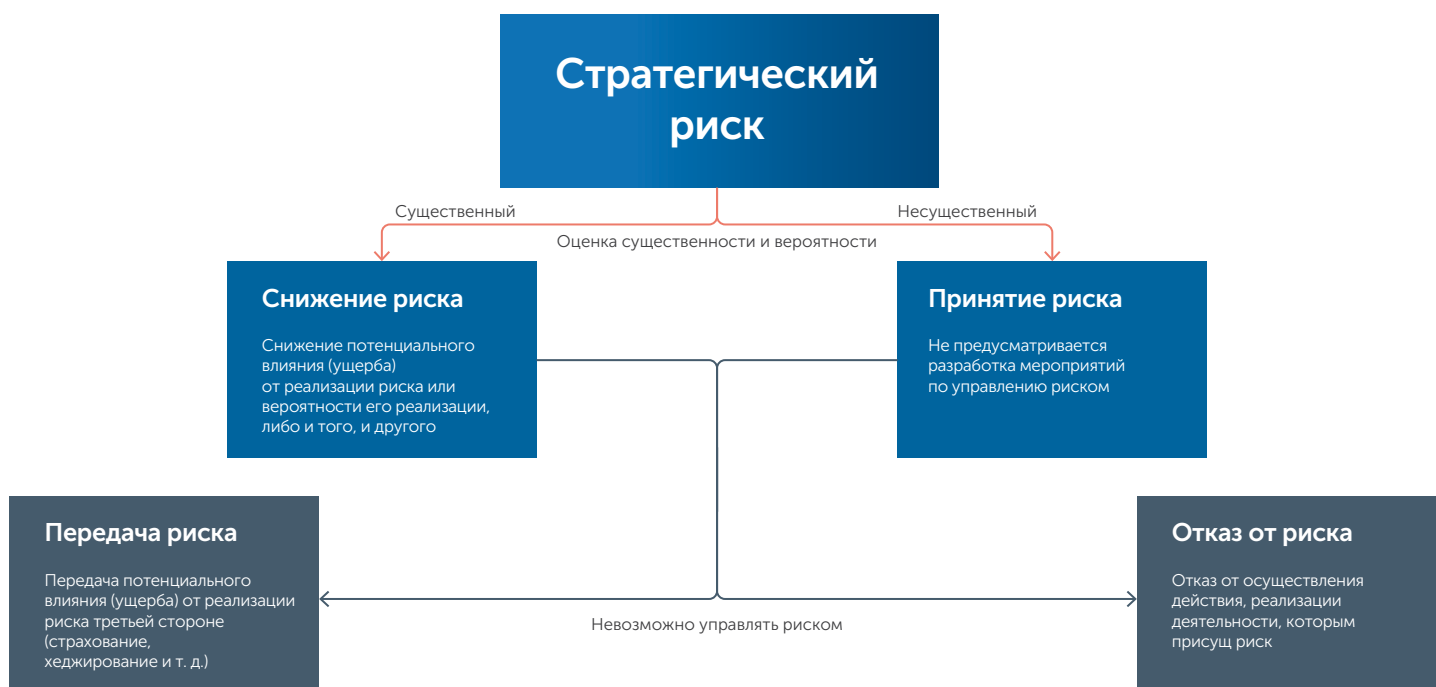 Стратегический
риск
Существенный
Несущественный
Оценка существенности и вероятности
Снижение риска
Снижение потенциального
влияния (ущерба)
от реализации риска или
вероятности его реализации,
либо и того, и другого
Принятие риска
Не предусматривается
разработка мероприятий
по управлению риском
Передача риска
Передача потенциального
влияния (ущерба) от реализации
риска третьей стороне
(страхование,
хеджирование и т. д.)
Невозможно управлять риском
Отказ от риска
Отказ от осуществления
действия, реализации
деятельности, которым
присущ риск